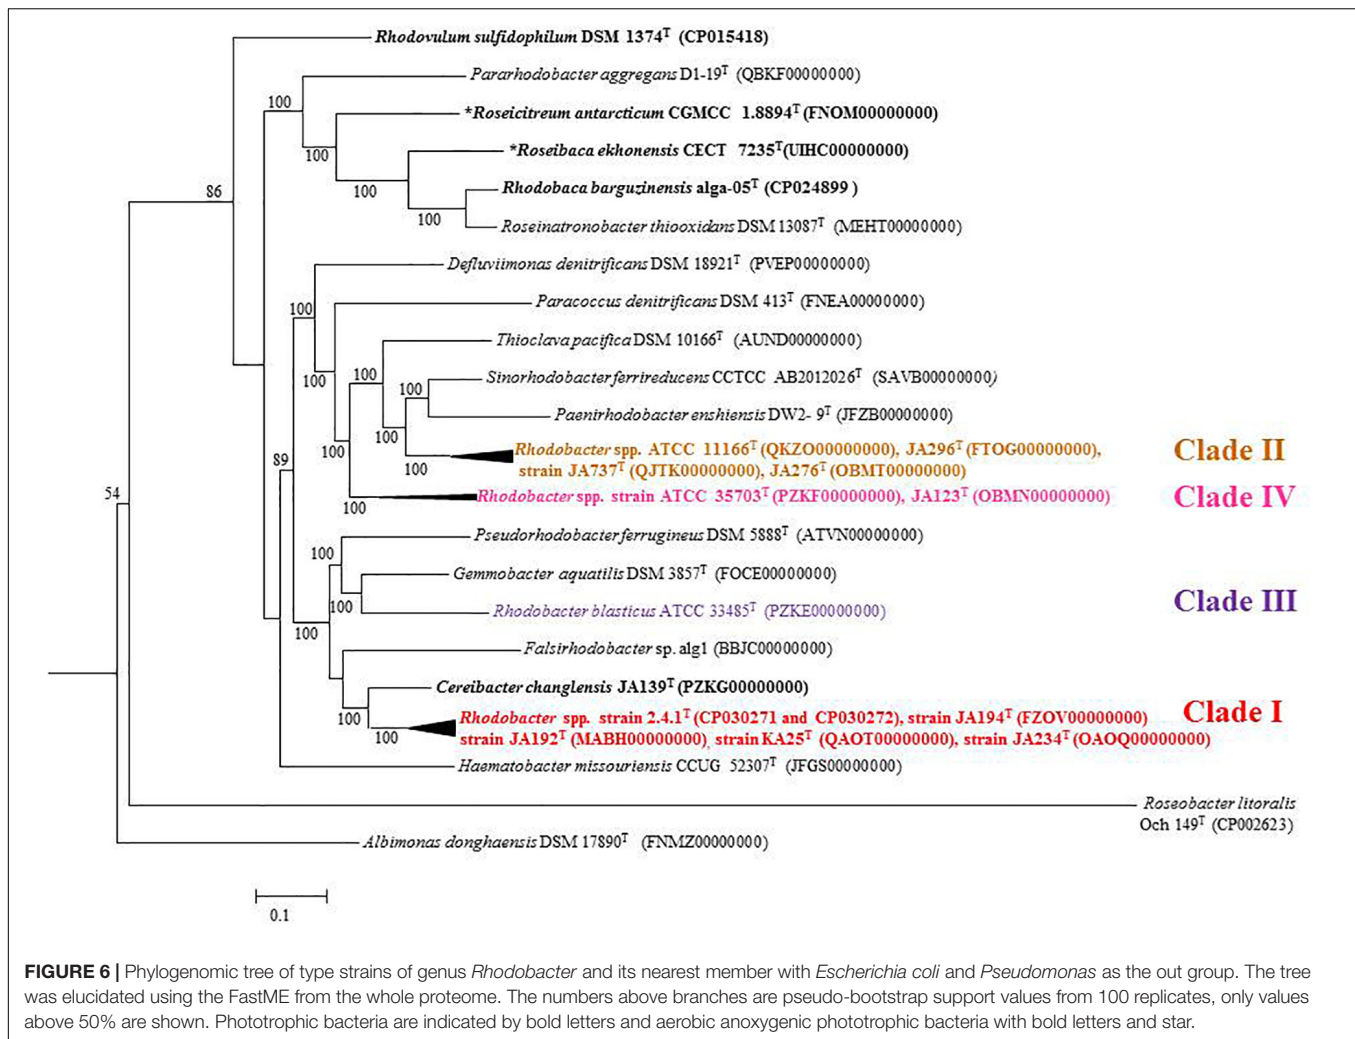 Rhodovulum sulfidophilum DSM 1374T (CP015418)
Pararhodobacter aggregans D1-19T (QBKF00000000)
100
*Roseicitreum antarcticum CGMCC 1.8894T (FNOM00000000)
100
*Roseibaca ekhonensis CECT 7235T(UIHC00000000)
86
100
Rhodobaca barguzinensis alga-05T (CP024899 )
100
Roseinatronobacter thiooxidans DSM 13087T (MEHT00000000)
Defluviimonas denitrificans DSM 18921T (PVEP00000000)
100
Paracoccus denitrificans DSM 413T (FNEA00000000)
Thioclava pacifica DSM 10166T (AUND00000000)
100
100
Sinorhodobacter ferrireducens CCTCC AB2012026T (SAVB00000000)
100
Paenirhodobacter enshiensis DW2- 9T (JFZB00000000)
100
100
Rhodobacter spp. ATCC 11166T (QKZO00000000), JA296T (FTOG00000000),
strain JA737T (QJTK00000000), JA276T (OBMT00000000)
Clade II
89
100
54
Rhodobacter spp. strain ATCC 35703T (PZKF00000000), JA123T (OBMN00000000)
Clade IV
100
Pseudorhodobacter ferrugineus DSM 5888T (ATVN00000000)
100
Gemmobacter aquatilis DSM 3857T (FOCE00000000)
100
Rhodobacter blasticus ATCC 33485T (PZKE00000000)
Clade III
100
Falsirhodobacter sp. alg1 (BBJC00000000)
Cereibacter changlensis JA139T (PZKG00000000)
100
Rhodobacter spp. strain 2.4.1T (CP030271 and CP030272), strain JA194T (FZOV00000000)
strain JA192T (MABH00000000), strain KA25T (QAOT00000000), strain JA234T (OAOQ00000000)
Clade I
100
Haematobacter missouriensis CCUG 52307T (JFGS00000000)
Roseobacter litoralis
Och 149T (CP002623)
Albimonas donghaensis DSM 17890T (FNMZ00000000)
0.1
FIGURE 6 | Phylogenomic tree of type strains of genus Rhodobacter and its nearest member with Escherichia coli and Pseudomonas as the out group. The tree
was elucidated using the FastME from the whole proteome. The numbers above branches are pseudo-bootstrap support values from 100 replicates, only values
above 50% are shown. Phototrophic bacteria are indicated by bold letters and aerobic anoxygenic phototrophic bacteria with bold letters and star.